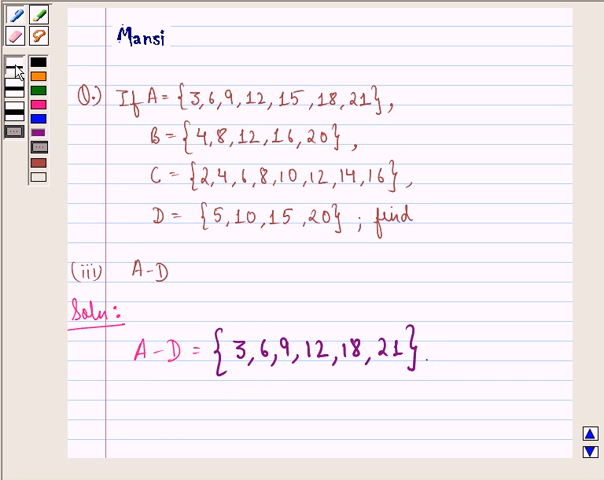 Mansi
Q.) If A = {3,6,9,12,15,18,21},
B = {4,8,12,16,20},
C = {2,4,6,8,10,12,14,16},
D = {5,10,15,20} ; find
(iii) A-D
Solu:
A-D = {3,6,9,12,18,21}.